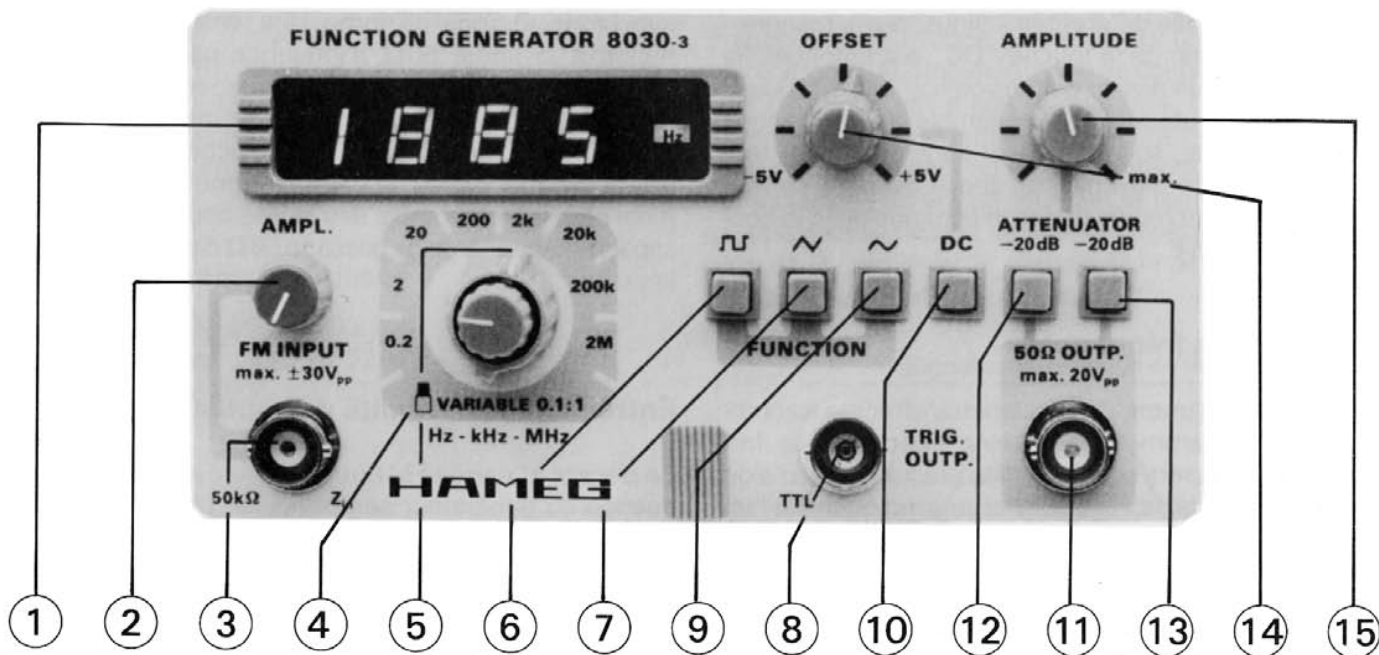 FUNCTION GENERATOR 8030-3
OFFSET
AMPLITUDE
1885
Hz
-5V
+5V
max.
AMPL.
0.2
2
20
200
2k
20k
200k
2M
ATTENUATOR
DC
-20dB
-20dB
FUNCTION
FM INPUT
max. ±30Vpp
VARIABLE 0.1:1
Hz - kHz - MHz
50Ω OUTP.
max. 20Vpp
TRIG.
OUTP.
HAMEG
50kΩ
TTL
1
2
3
4
5
6
7
9
8
10
12
11
13
14
15